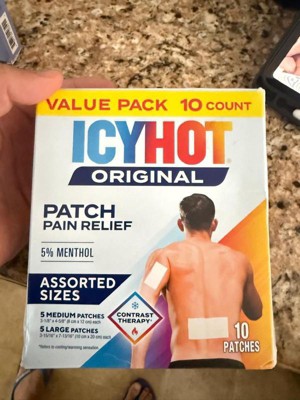 VALUE PACK 10 COUNT
ICYHOT®
ORIGINAL
PATCH
PAIN RELIEF
5% MENTHOL
ASSORTED
SIZES
5 MEDIUM PATCHES
5 LARGE PATCHES
CONTRAST
THERAPY*
10
PATCHES